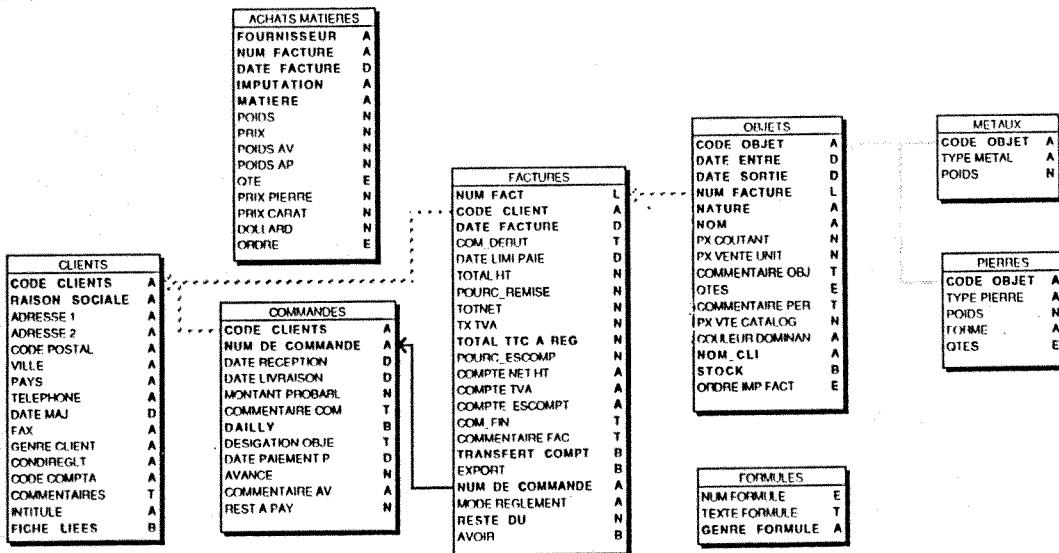 ACHATS MATIERES
FOURNISSEUR A
NUM FACTURE A
DATE FACTURE D
IMPUTATION A
MATIERE A
POIDS N
PRIX N
POIDS AV N
POIDS AP N
QTE E
PRIX PIERRE N
PRIX CARAT N
DOLLARD N
ORDRE E
CLIENTS
CODE CLIENTS A
RAISON SOCIALE A
ADRESSE 1 A
ADRESSE 2 A
CODE POSTAL A
VILLE A
PAYS A
TELEPHONE A
DATE MAJ D
FAX A
GENRE CLIENT A
CONDIREGLT A
CODE COMPTA A
COMMENTAIRES T
INTITULE A
FICHE LIEES B
COMMANDES
CODE CLIENTS A
NUM DE COMMANDE A
DATE RECEPTION D
DATE LIVRAISON D
MONTANT PROBABL N
COMMENTAIRE COM T
DAILLY B
DESIGATION OBJE T
DATE PAIEMENT P D
AVANCE N
COMMENTAIRE AV A
REST A PAY N
FACTURES
NUM FACT L
CODE CLIENT A
DATE FACTURE D
COM_DEBUT T
DATE LIMI PAIE D
TOTAL HT N
POURC_REMISE N
TOTNET N
TX TVA N
TOTAL TTC A REG N
POURC_ESCOMP N
COMPTE NET HT A
COMPTE TVA A
COMPTE ESCOMPT A
COM_FIN T
COMMENTAIRE FAC T
TRANSFERT COMPT B
EXPORT B
NUM DE COMMANDE A
MODE REGLEMENT A
RESTE DU N
AVOIR B
OBJETS
CODE OBJET A
DATE ENTRE D
DATE SORTIE D
NUM FACTURE L
NATURE A
NOM A
PX COUTANT N
PX VENTE UNIT N
COMMENTAIRE OBJ T
QTES E
COMMENTAIRE PER T
PX VTE CATALOG N
COULEUR DOMINAN A
NOM_CLI A
STOCK B
ORDRE IMP FACT E
METAUX
CODE OBJET A
TYPE METAL A
POIDS N
PIERRES
CODE OBJET A
TYPE PIERRE A
POIDS N
FORME A
QTES E
FORMULES
NUM FORMULE E
TEXTE FORMULE T
GENRE FORMULE A